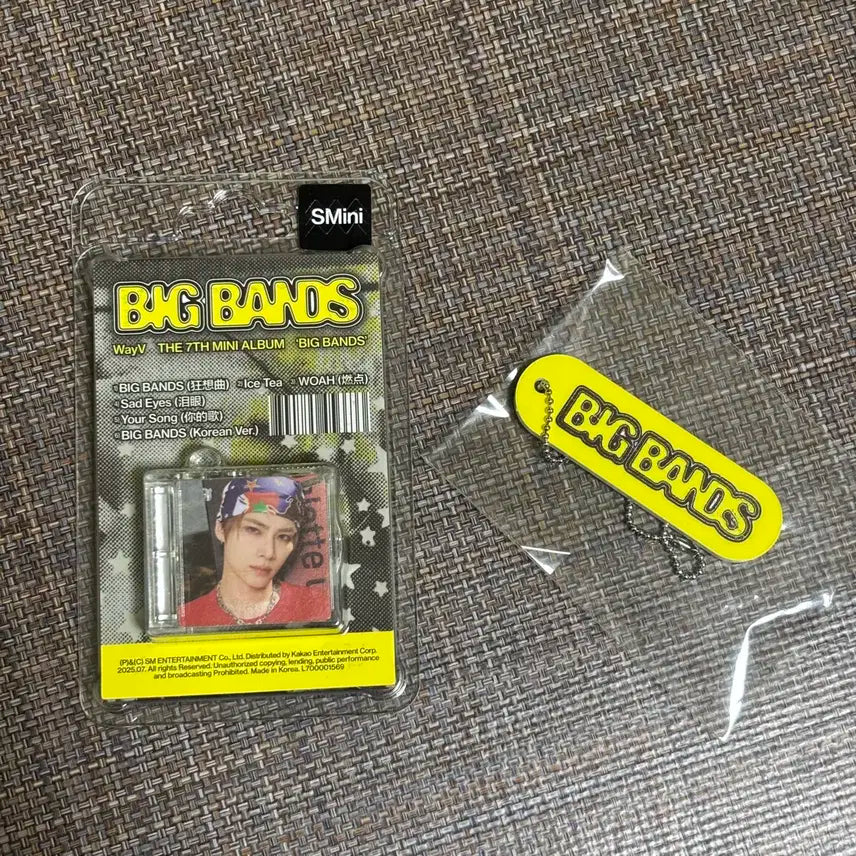 SMini
BIG BANDS
WayV THE 7TH MINI ALBUM 'BIG BANDS'
BIG BANDS (狂想曲) Ice Tea WOAH (燃点)
Sad Eyes (泪眼)
Your Song (你的歌)
BIG BANDS (Korean Ver.)
(P)&(C) SM ENTERTAINMENT Co., Ltd. Distributed by Kakao Entertainment Corp.
2025.07. All rights Reserved. Unauthorized copying, lending, public performance
and broadcasting Prohibited. Made in Korea. L700001569
BIG BANDS